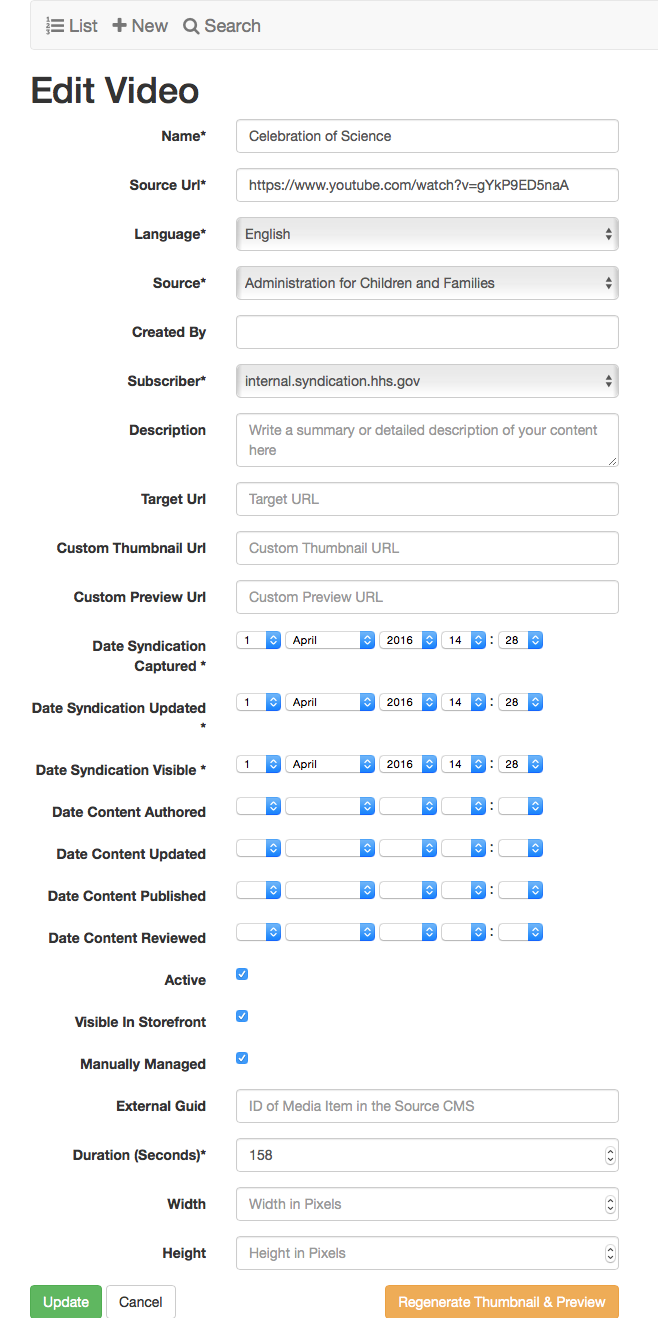 List New Search
Edit Video
Name* Celebration of Science
Source Url* https://www.youtube.com/watch?v=gYkP9ED5naA
Language* English
Source* Administration for Children and Families
Created By
Subscriber* internal.syndication.hhs.gov
Description Write a summary or detailed description of your content
here
Target Url Target URL
Custom Thumbnail Url Custom Thumbnail URL
Custom Preview Url Custom Preview URL
Date Syndication 1 April 2016 14 : 28
Captured *
Date Syndication Updated 1 April 2016 14 : 28
*
Date Syndication Visible * 1 April 2016 14 : 28
Date Content Authored :
Date Content Updated :
Date Content Published :
Date Content Reviewed :
Active
Visible In Storefront
Manually Managed
External Guid ID of Media Item in the Source CMS
Duration (Seconds)* 158
Width Width in Pixels
Height Height in Pixels
Update Cancel Regenerate Thumbnail & Preview